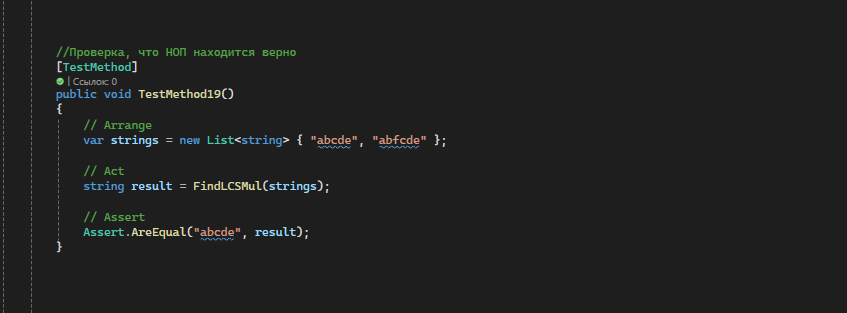 //Проверка, что НОП находится верно
[TestMethod]
| Ссылок: 0
public void TestMethod19()
{
// Arrange
var strings = new List<string> { "abcde", "abfcde" };
// Act
string result = FindLCSMul(strings);
// Assert
Assert.AreEqual("abcde", result);
}